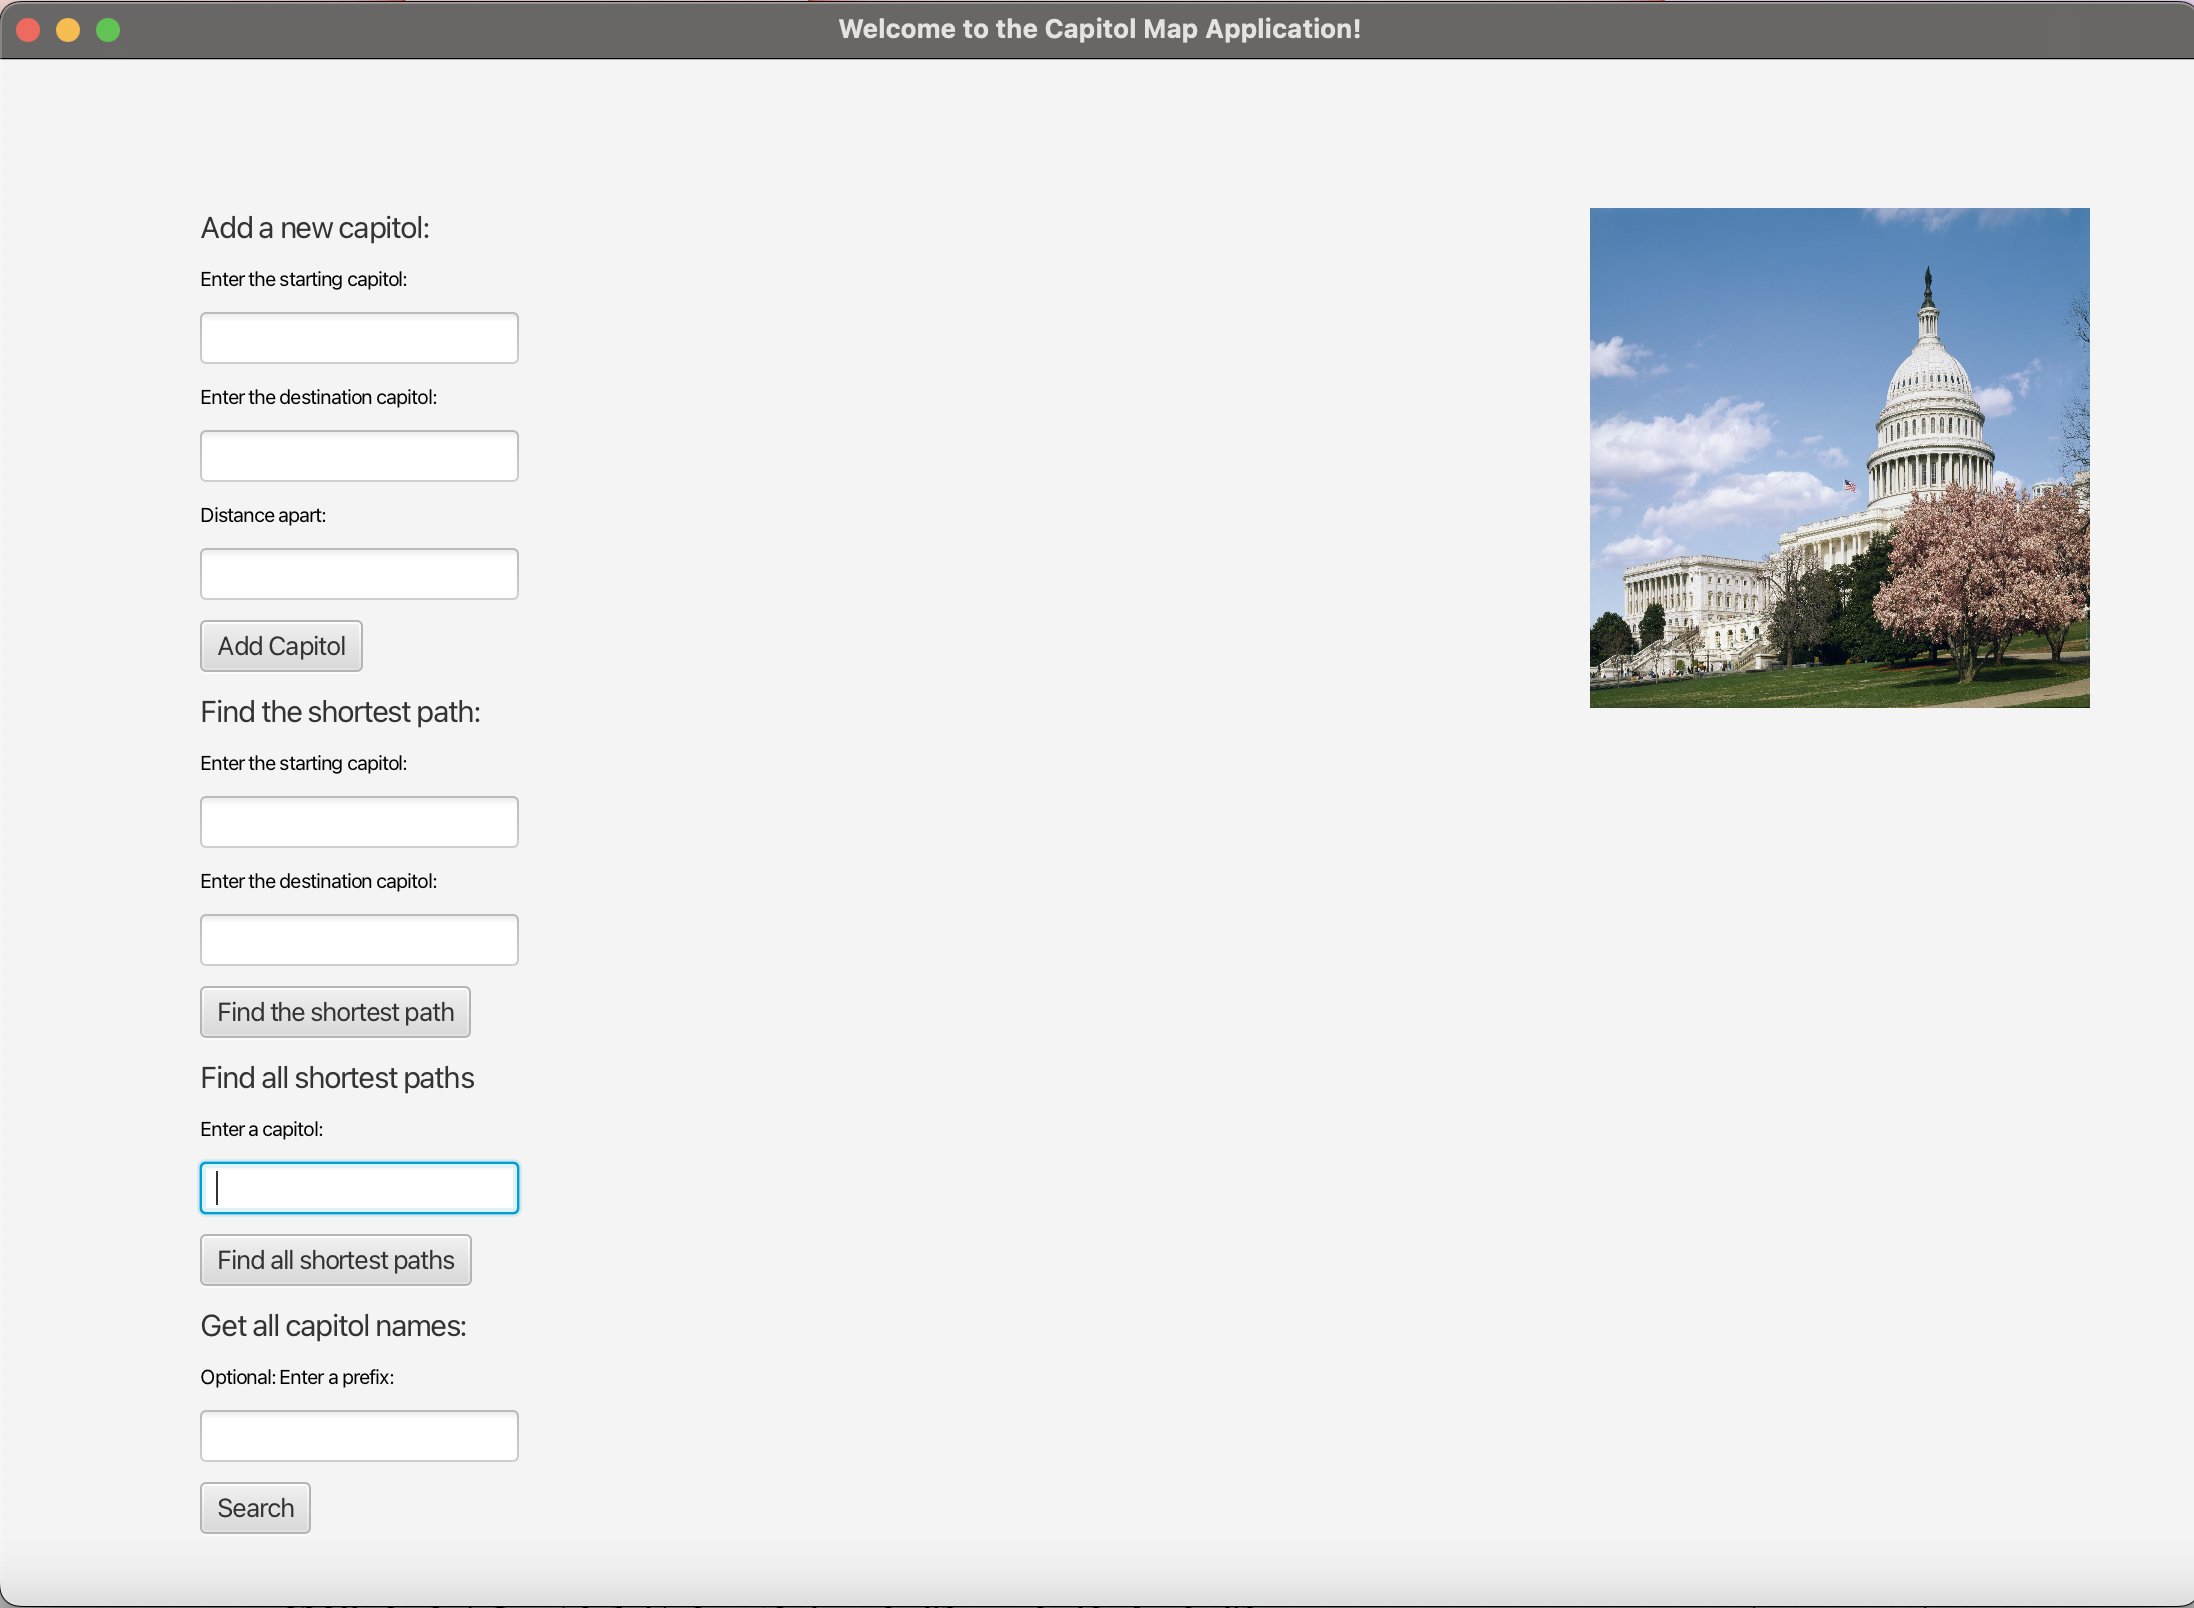 Welcome to the Capitol Map Application!
Add a new capitol:
Enter the starting capitol:
Enter the destination capitol:
Distance apart:
Add Capitol
Find the shortest path:
Enter the starting capitol:
Enter the destination capitol:
Find the shortest path
Find all shortest paths
Enter a capitol:
Find all shortest paths
Get all capitol names:
Optional: Enter a prefix:
Search